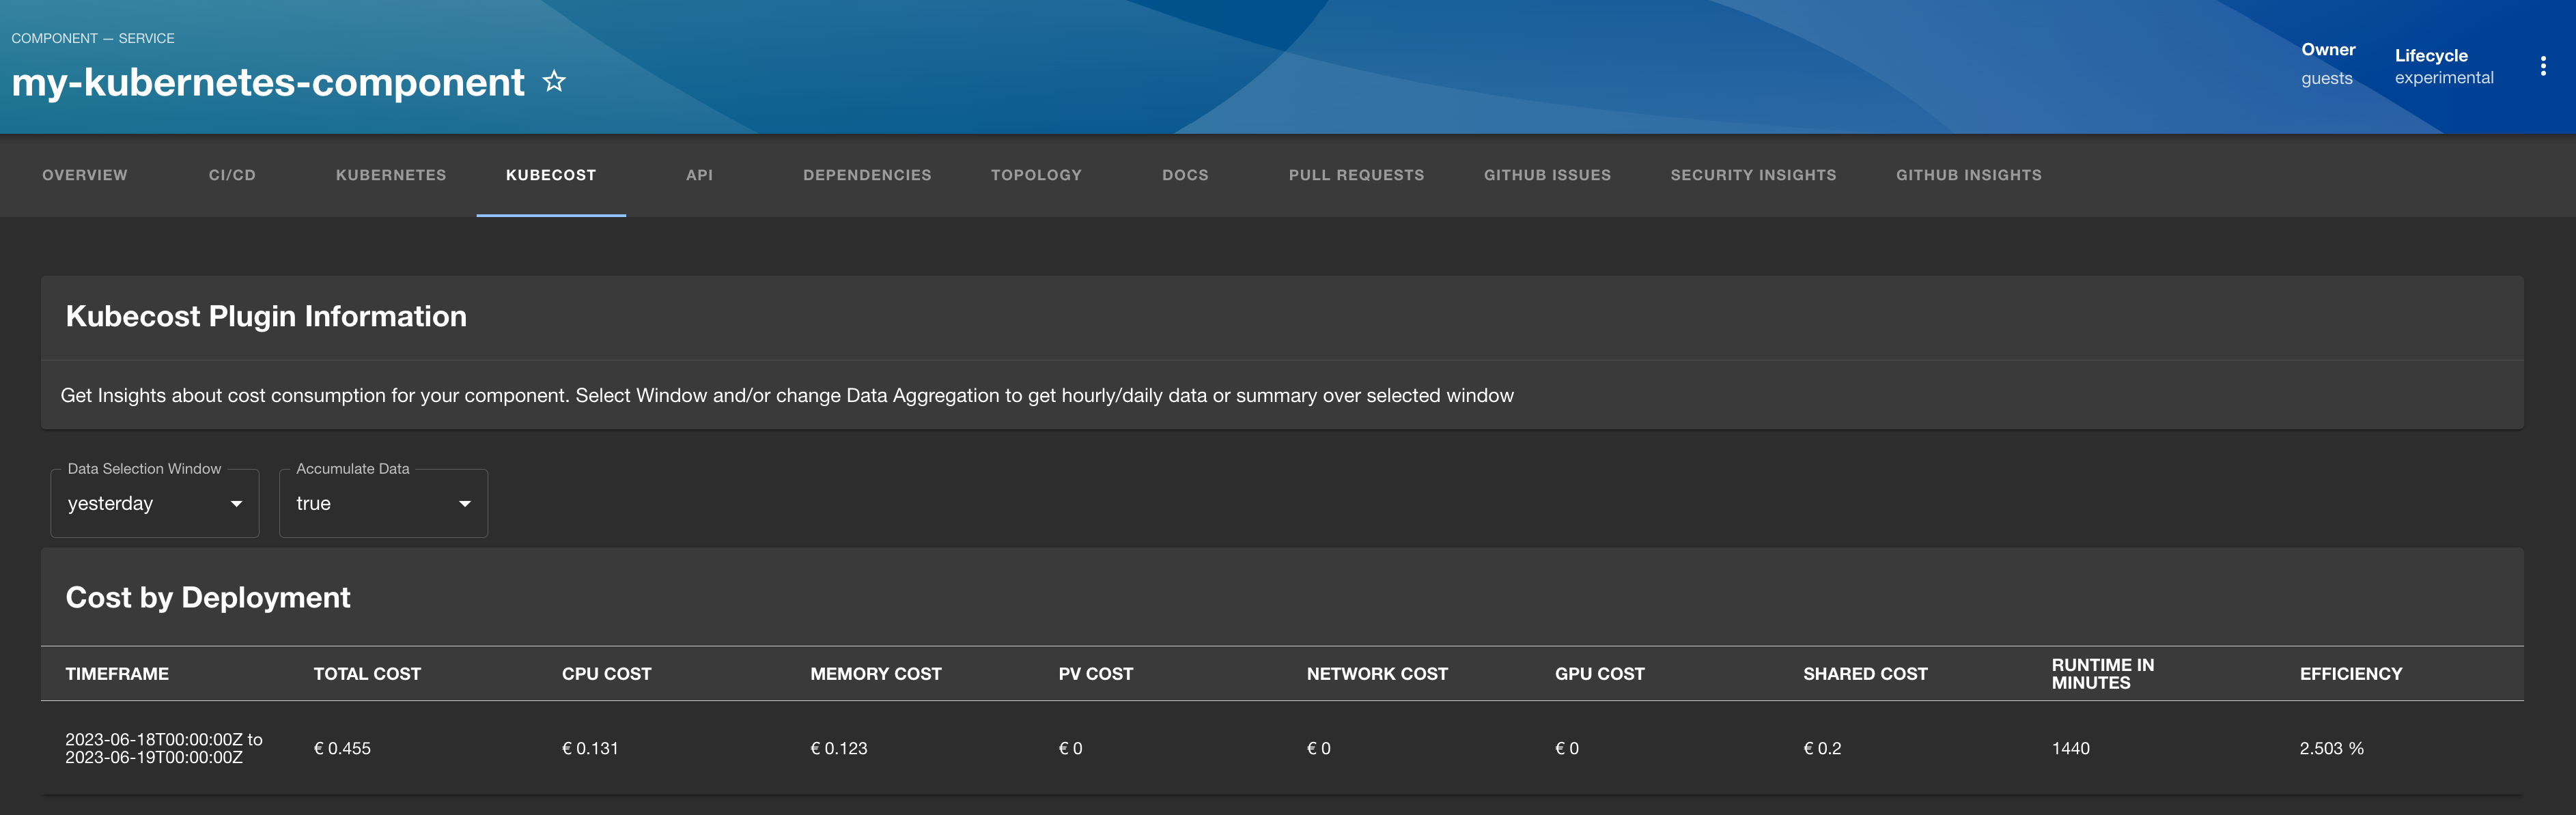 COMPONENT — SERVICE
my-kubernetes-component
Owner
guests
Lifecycle
experimental
OVERVIEW CI/CD KUBERNETES KUBECOST API DEPENDENCIES TOPOLOGY DOCS PULL REQUESTS GITHUB ISSUES SECURITY INSIGHTS GITHUB INSIGHTS
Kubecost Plugin Information
Get Insights about cost consumption for your component. Select Window and/or change Data Aggregation to get hourly/daily data or summary over selected window
Data Selection Window
yesterday
Accumulate Data
true
Cost by Deployment
TIMEFRAME TOTAL COST CPU COST MEMORY COST PV COST NETWORK COST GPU COST SHARED COST RUNTIME IN
MINUTES EFFICIENCY
2023-06-18T00:00:00Z to
2023-06-19T00:00:00Z € 0.455 € 0.131 € 0.123 € 0 € 0 € 0 € 0.2 1440 2.503 %